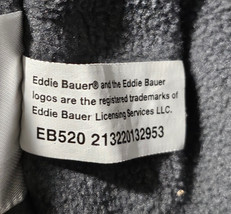 Eddie Bauer® and the Eddie Bauer
logos are the registered trademarks of
Eddie Bauer Licensing Services LLC.
EB520 213220132953